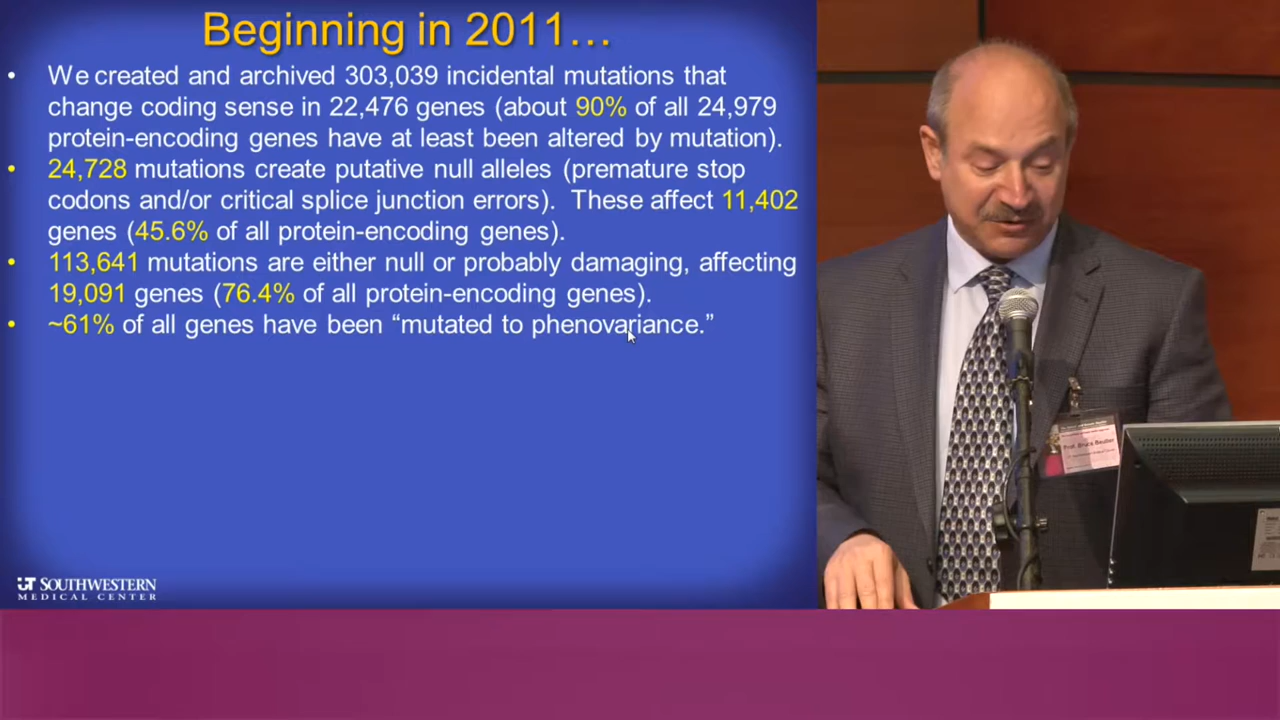 Beginning in 2011…
• We created and archived 303,039 incidental mutations that
change coding sense in 22,476 genes (about 90% of all 24,979
protein-encoding genes have at least been altered by mutation).
• 24,728 mutations create putative null alleles (premature stop
codons and/or critical splice junction errors). These affect 11,402
genes (45.6% of all protein-encoding genes).
• 113,641 mutations are either null or probably damaging, affecting
19,091 genes (76.4% of all protein-encoding genes).
• ~61% of all genes have been “mutated to phenovariance.”
UT SOUTHWESTERN
MEDICAL CENTER
Prof. Bruce Beutler